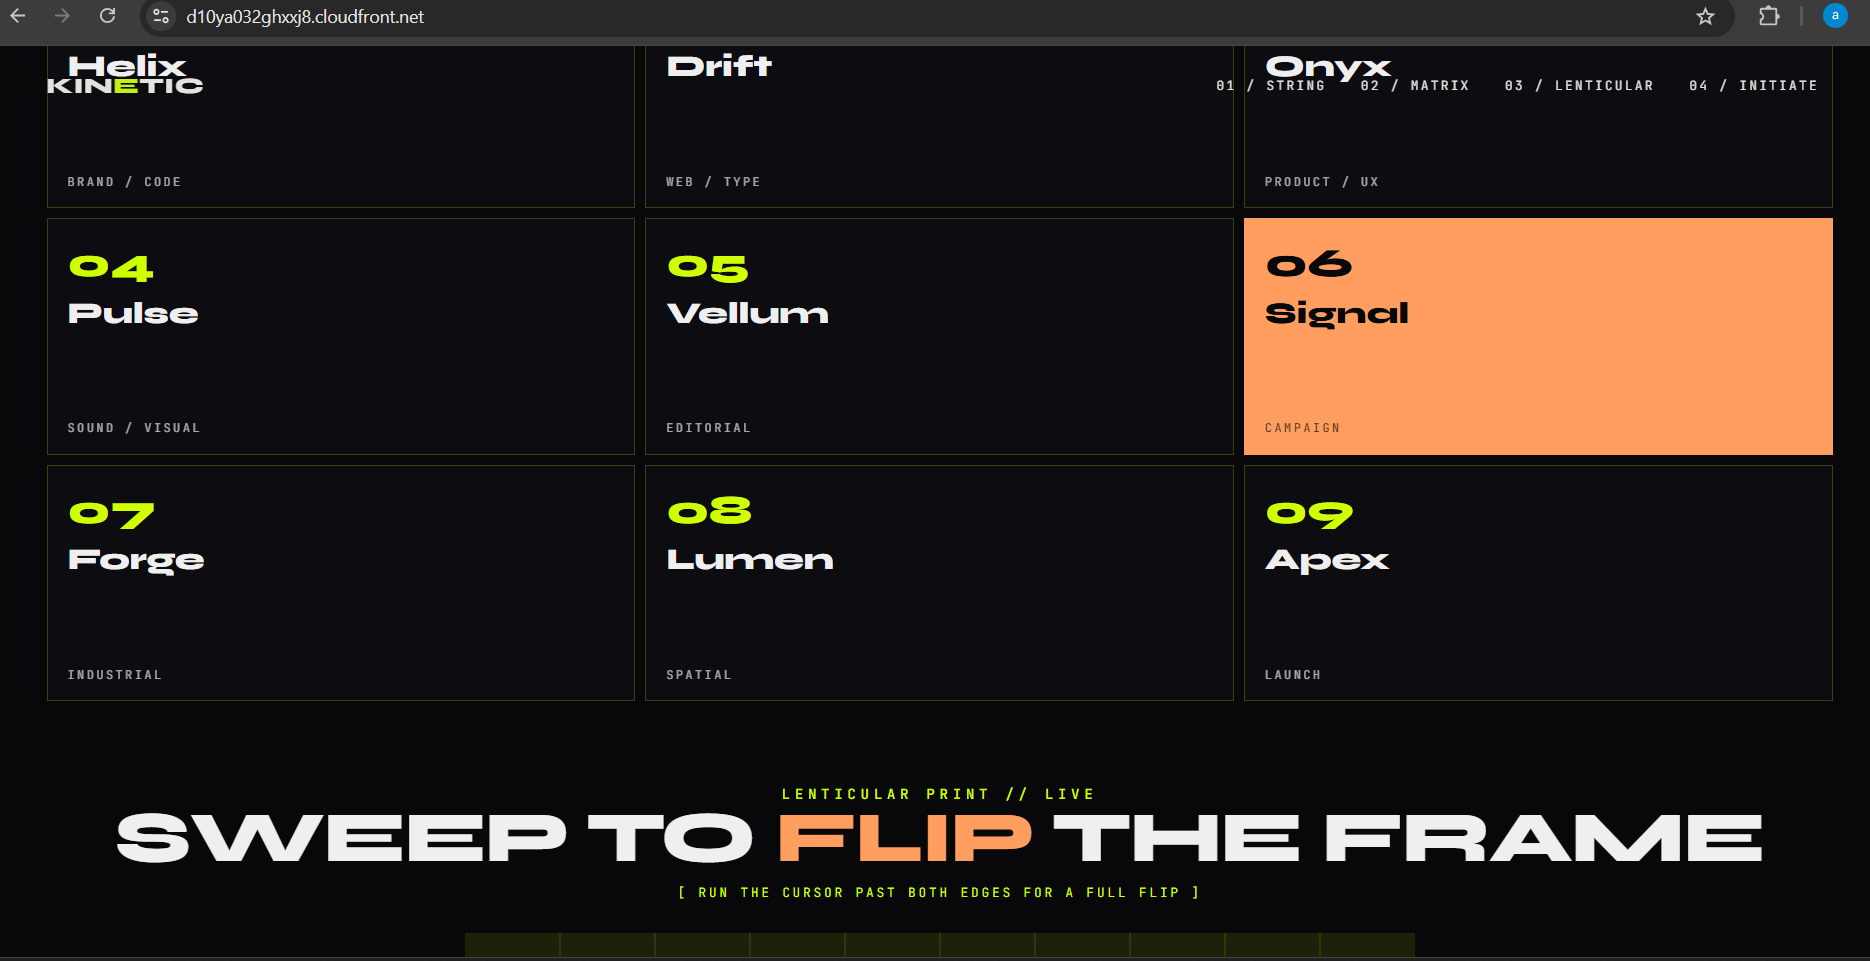 d10ya032ghxxj8.cloudfront.net
a
Helix
Drift
Onyx
KINETIC
01 / STRING
02 / MATRIX
03 / LENTICULAR
04 / INITIATE
BRAND / CODE
WEB / TYPE
PRODUCT / UX
04
Pulse
SOUND / VISUAL
05
Vellum
EDITORIAL
06
Signal
CAMPAIGN
07
Forge
INDUSTRIAL
08
Lumen
SPATIAL
09
Apex
LAUNCH
LENTICULAR PRINT // LIVE
SWEEP TO FLIP THE FRAME
[ RUN THE CURSOR PAST BOTH EDGES FOR A FULL FLIP ]